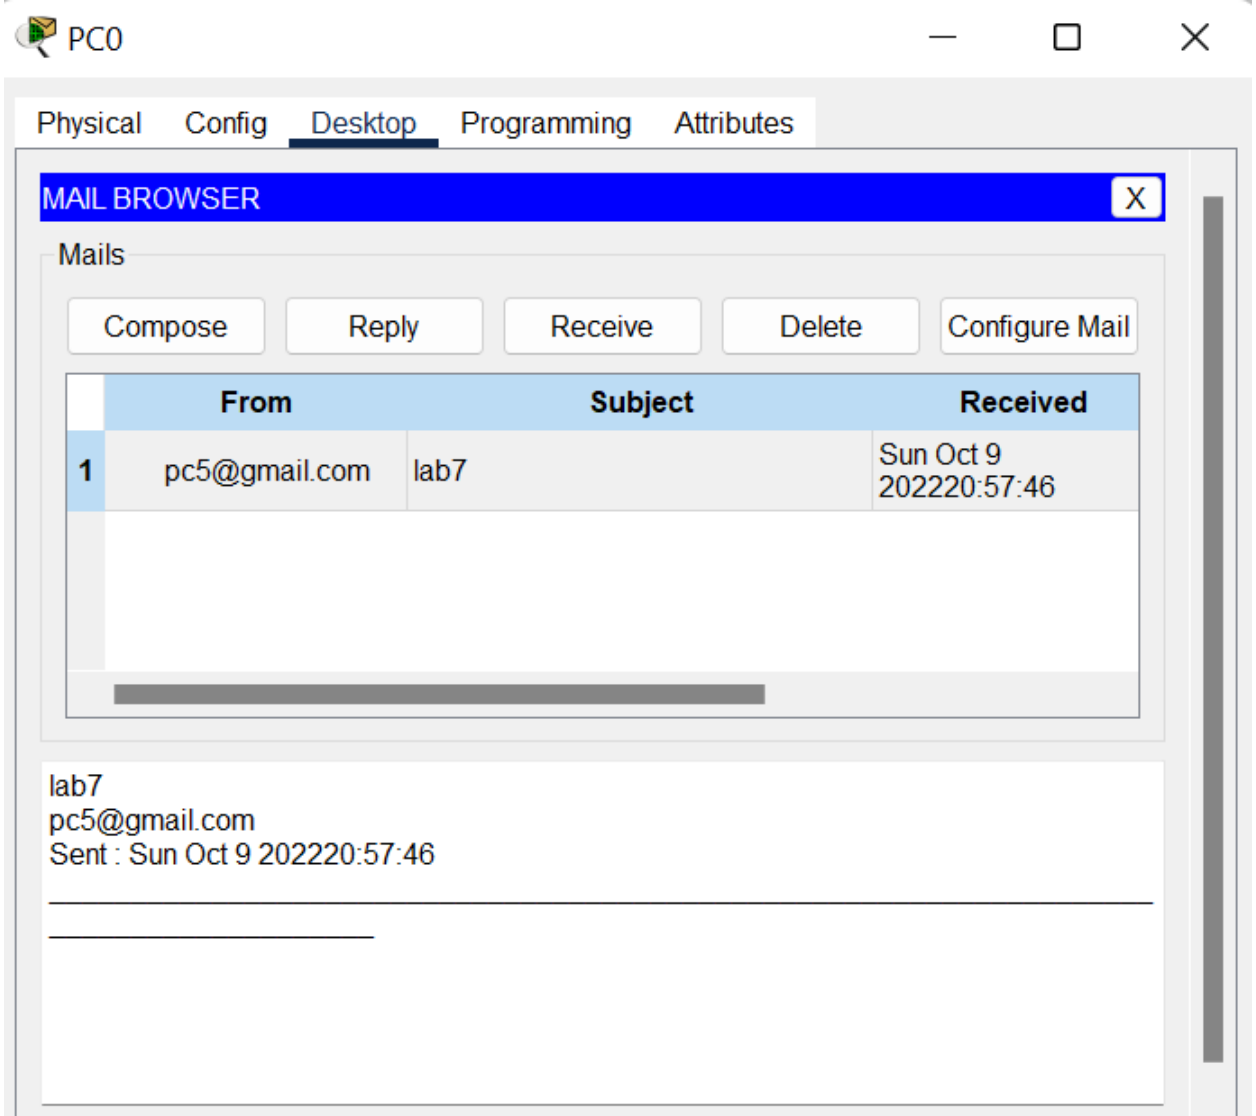 PC0
Physical Config Desktop Programming Attributes
MAIL BROWSER X
Mails
Compose Reply Receive Delete Configure Mail
From Subject Received
1 pc5@gmail.com lab7 Sun Oct 9
202220:57:46
lab7
pc5@gmail.com
Sent : Sun Oct 9 202220:57:46